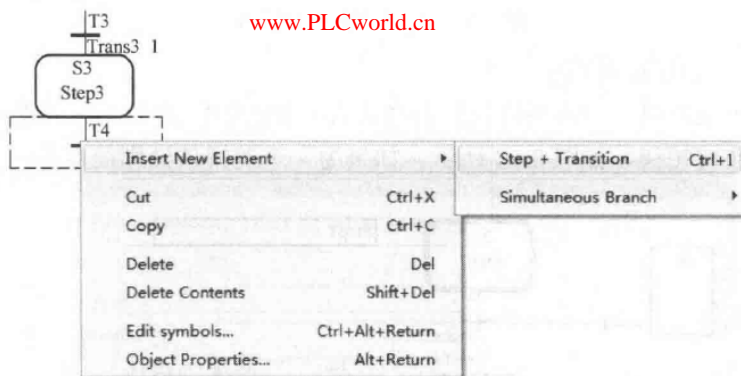 T3
www.PLCworld.cn
Trans3 1
S3
Step3
T4
Insert New Element
Step + Transition Ctrl+1
Cut Ctrl+X
Simultaneous Branch
Copy Ctrl+C
Delete Del
Delete Contents Shift+Del
Edit symbols... Ctrl+Alt+Return
Object Properties... Alt+Return